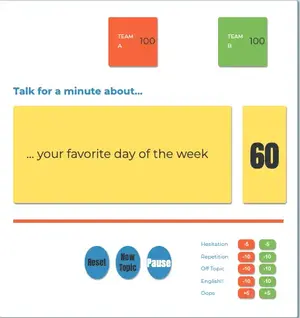 TEAM A 100
TEAM B 100
Talk for a minute about...
... your favorite day of the week
60
Reset
New Topic
Pause
Hesitation -5 -5
Repetition -10 -10
Off Topic -10 -10
English! -10 -10
Oops +5 +5